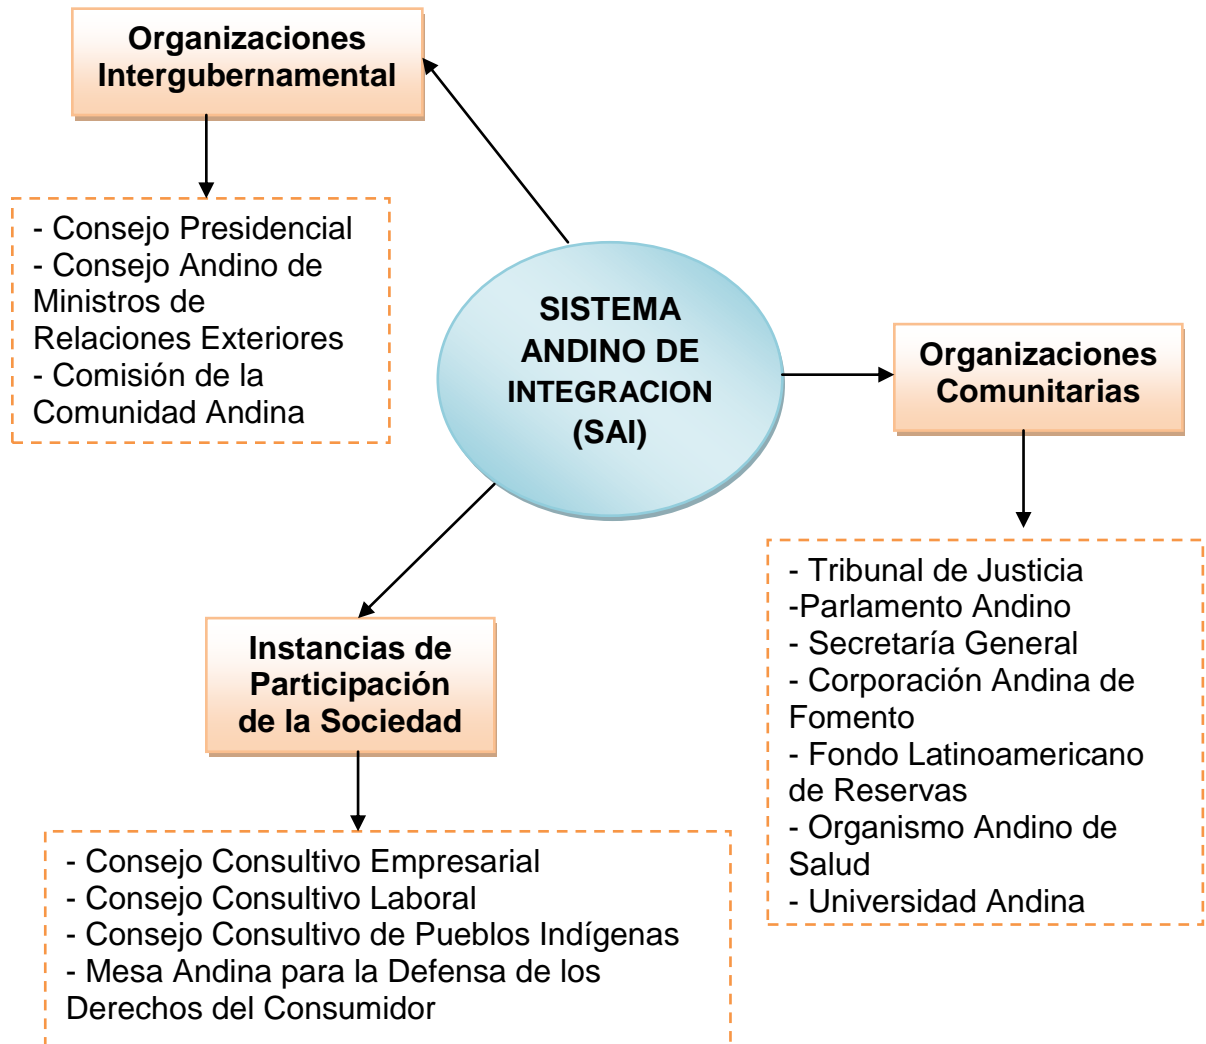 Organizaciones
Intergubernamental
- Consejo Presidencial
- Consejo Andino de
Ministros de
Relaciones Exteriores
- Comisión de la
Comunidad Andina
SISTEMA
ANDINO DE
INTEGRACION
(SAI)
Organizaciones
Comunitarias
- Tribunal de Justicia
-Parlamento Andino
- Secretaría General
- Corporación Andina de
Fomento
- Fondo Latinoamericano
de Reservas
- Organismo Andino de
Salud
- Universidad Andina
Instancias de
Participación
de la Sociedad
- Consejo Consultivo Empresarial
- Consejo Consultivo Laboral
- Consejo Consultivo de Pueblos Indígenas
- Mesa Andina para la Defensa de los
Derechos del Consumidor